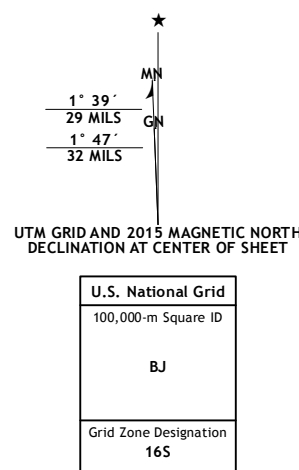 MN
1° 39´
29 MILS
GN
1° 47´
32 MILS
UTM GRID AND 2015 MAGNETIC NORTH
DECLINATION AT CENTER OF SHEET
U.S. National Grid
100,000-m Square ID
BJ
Grid Zone Designation
16S